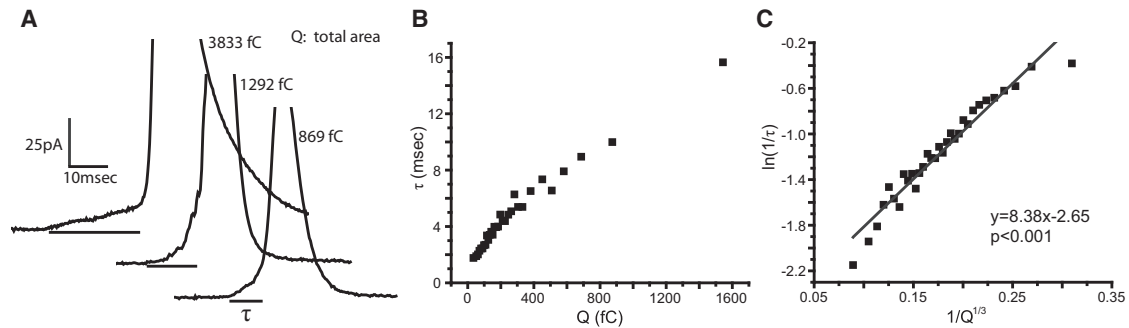 A
3833 fC
Q: total area
1292 fC
869 fC
25pA
10msec
τ
B
16
12
8
4
0
τ (msec)
0 400 800 1200 1600
Q (fC)
C
-0.2
-0.6
-1.0
-1.4
-1.8
-2.2
ln(1/τ)
y=8.38x-2.65
p<0.001
0.05 0.15 0.25 0.35
1/Q^1/3